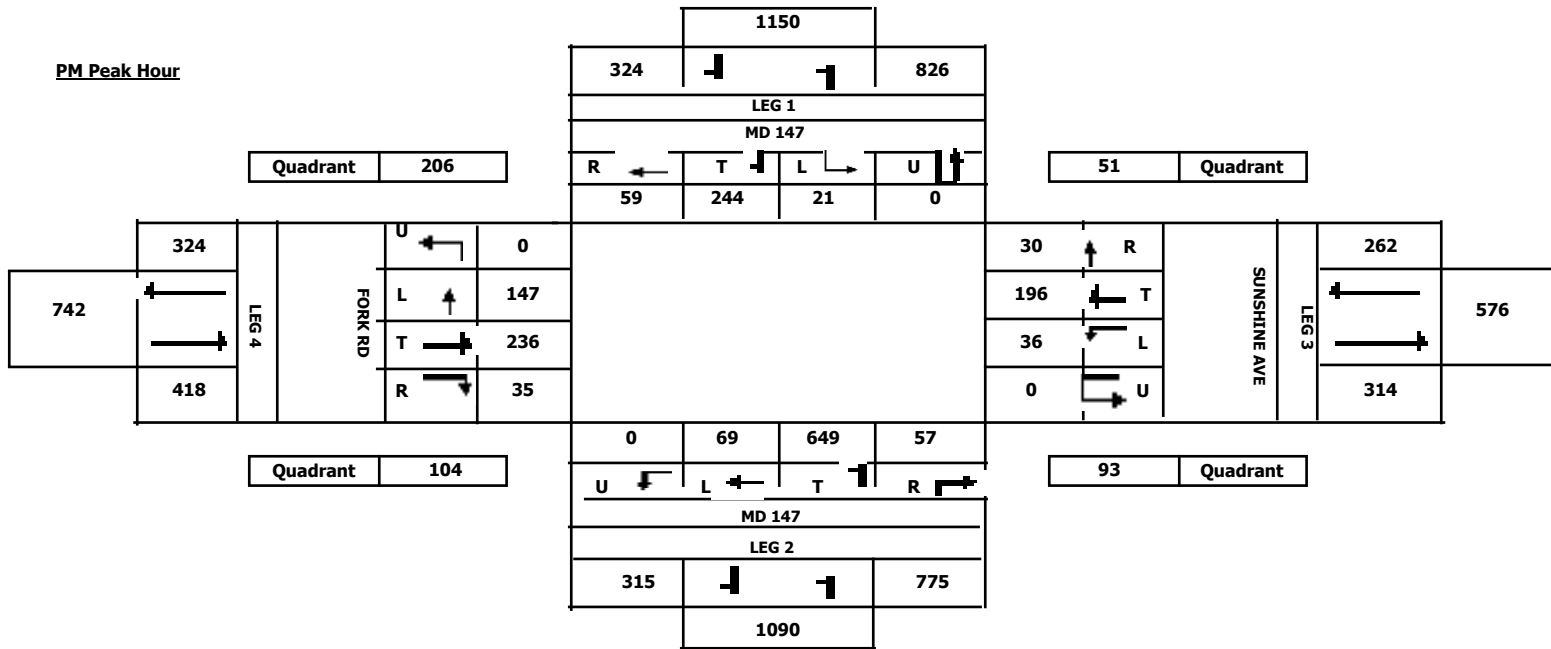 1150
PM Peak Hour
324 826
LEG 1
MD 147
Quadrant 206
R T L U
51 Quadrant
59 244 21 0
324
U 0
30 R
262
742
LEG 4
FORK RD
L 147
196 T
SUNSHINE AVE
LEG 3
576
T 236
36 L
418
R 35
0 U
314
0 69 649 57
Quadrant 104
U L T R
93 Quadrant
MD 147
LEG 2
315 775
1090